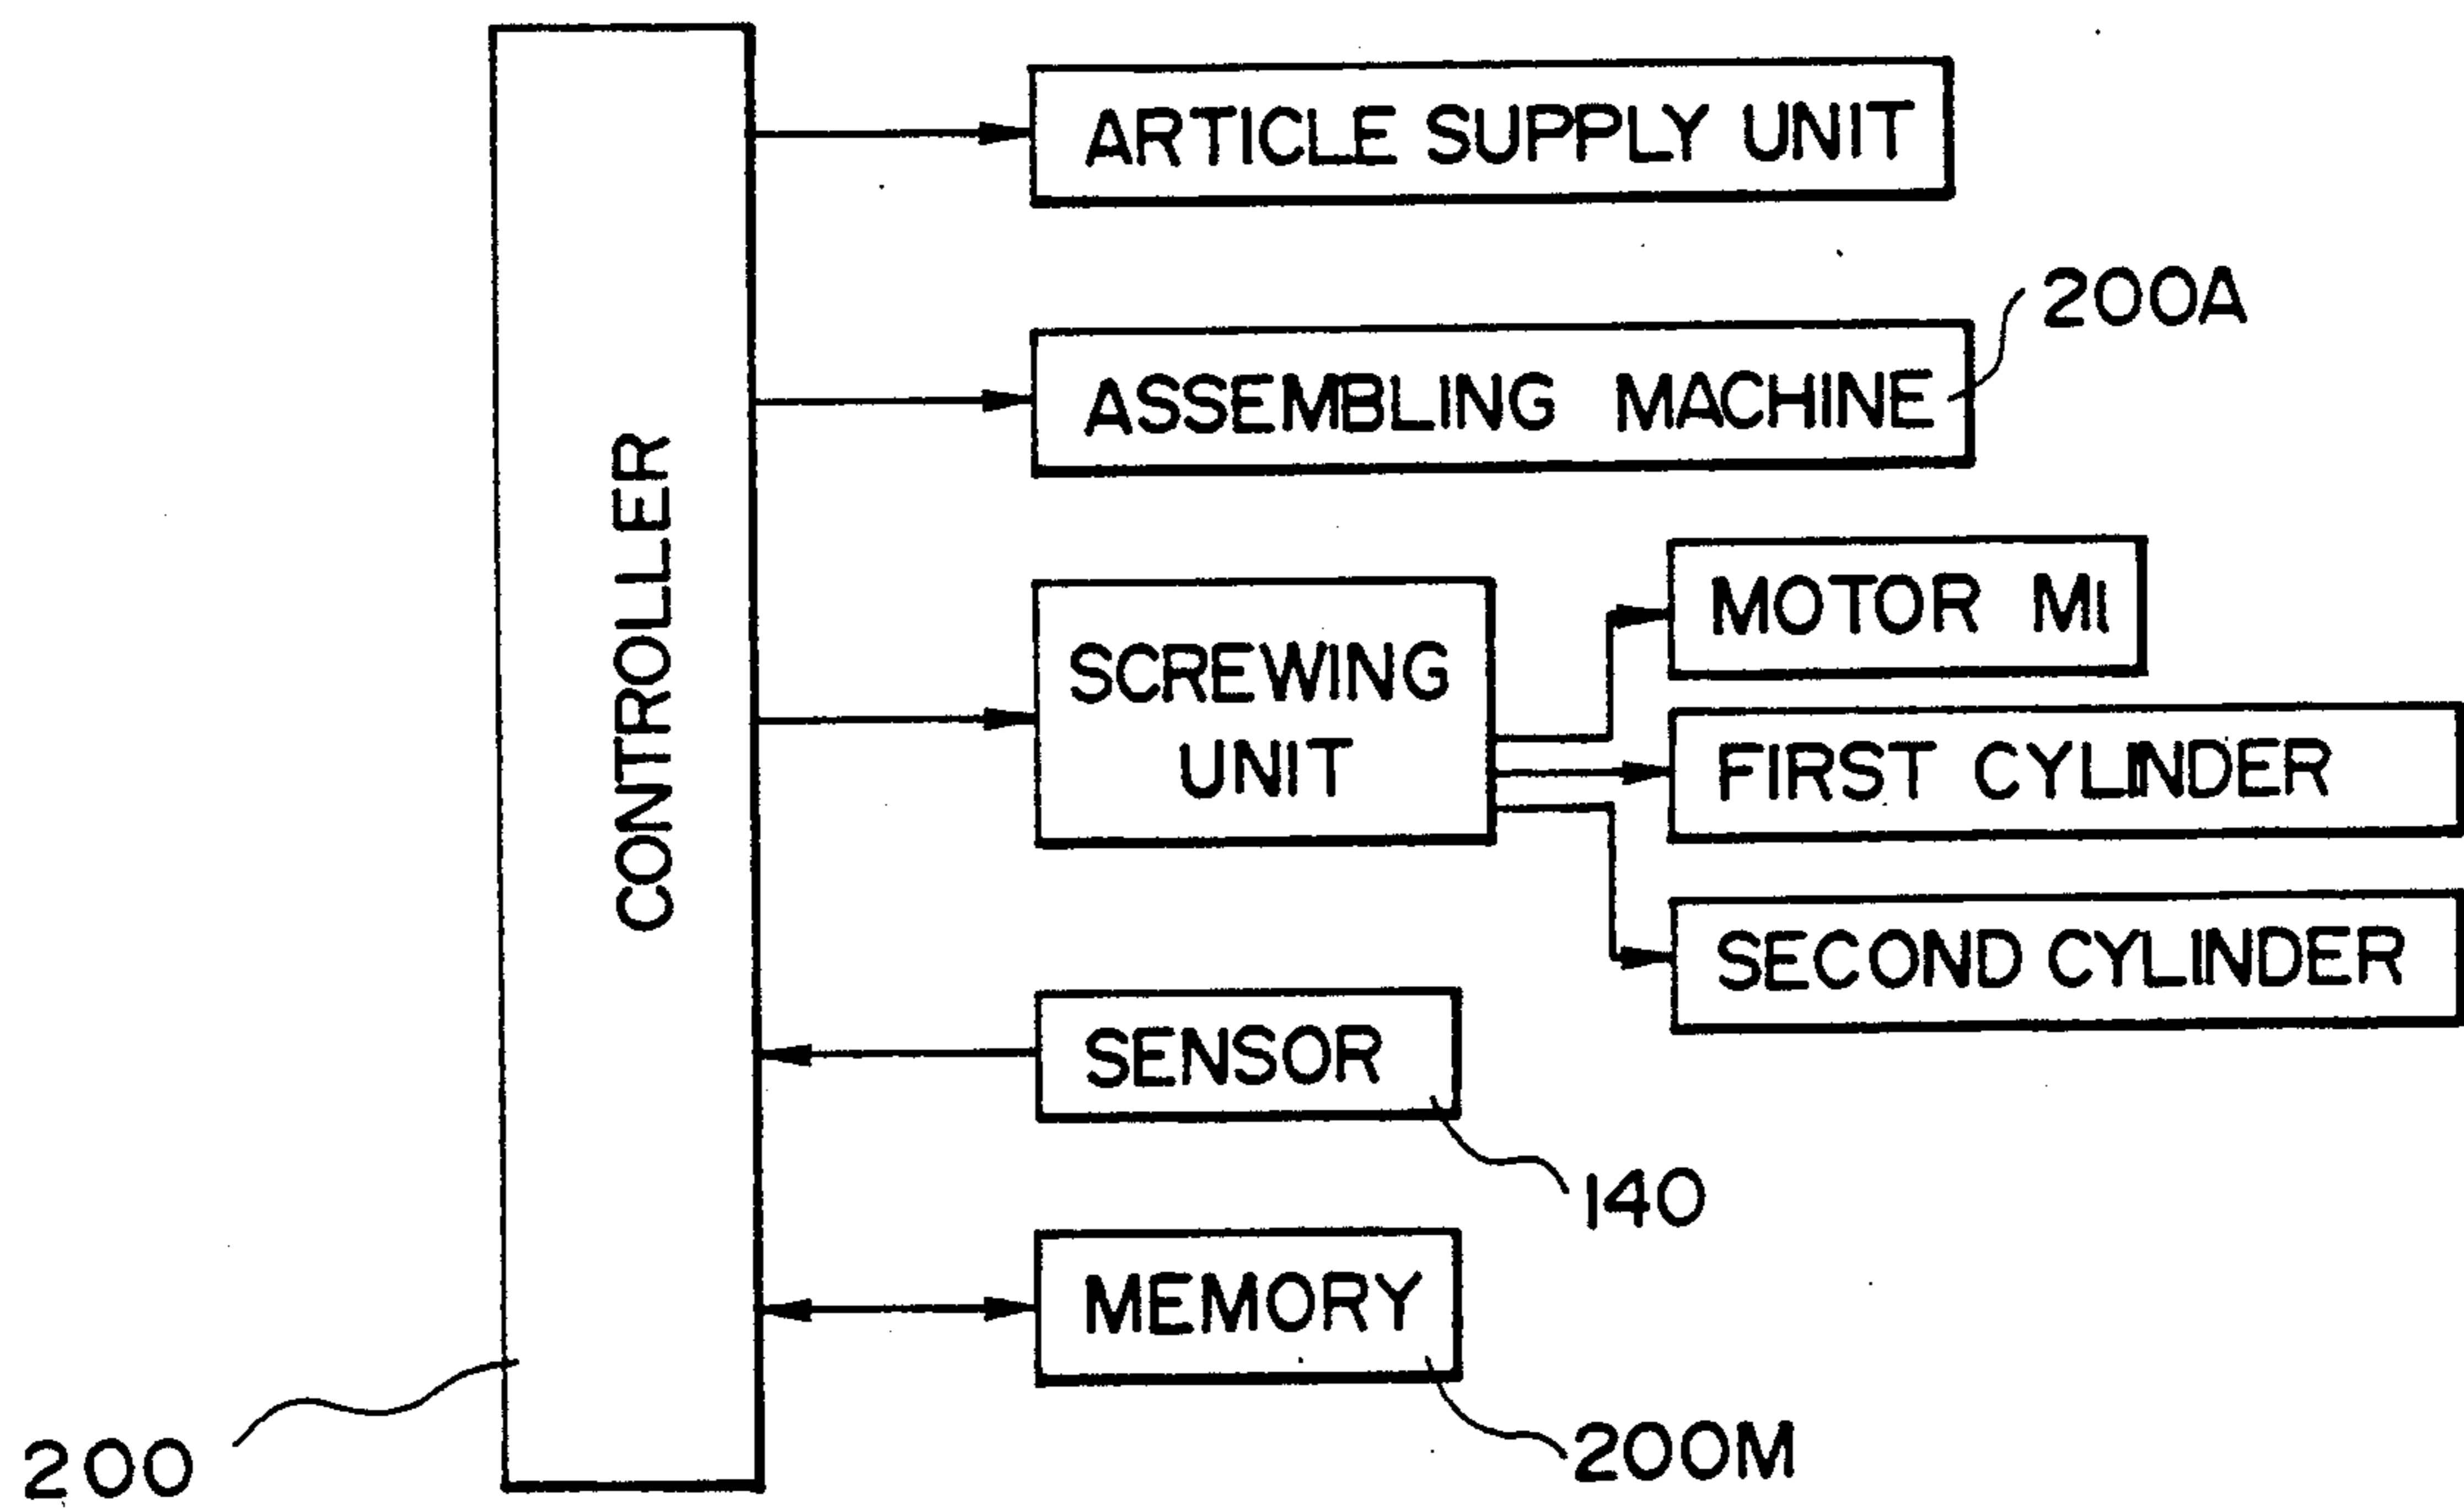 CONTROLLER
ARTICLE SUPPLY UNIT
200A
ASSEMBLING MACHINE
MOTOR M1
SCREWING
UNIT
FIRST CYLINDER
SECOND CYLINDER
SENSOR
140
MEMORY
200M
200